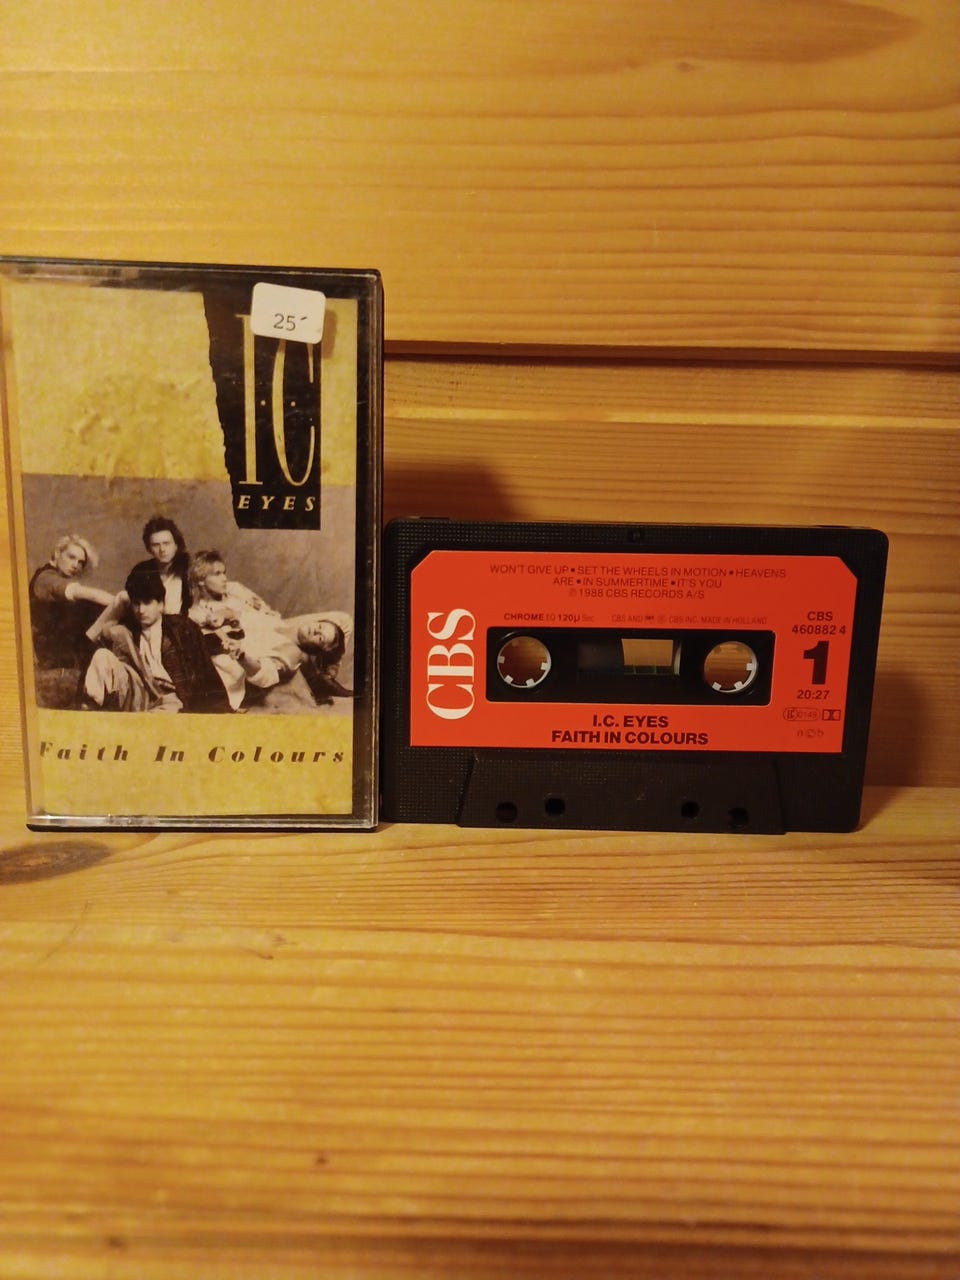 25´
I.C.
EYES
Faith In Colours
WON'T GIVE UP ▪ SET THE WHEELS IN MOTION ▪ HEAVENS
ARE ▪ IN SUMMERTIME ▪ IT'S YOU
℗ 1988 CBS RECORDS A/S
CHROME EQ 120µ Sec
CBS AND CBS INC. MADE IN HOLLAND
CBS
460882 4
CBS
1
20:27
n©b
I.C. EYES
FAITH IN COLOURS